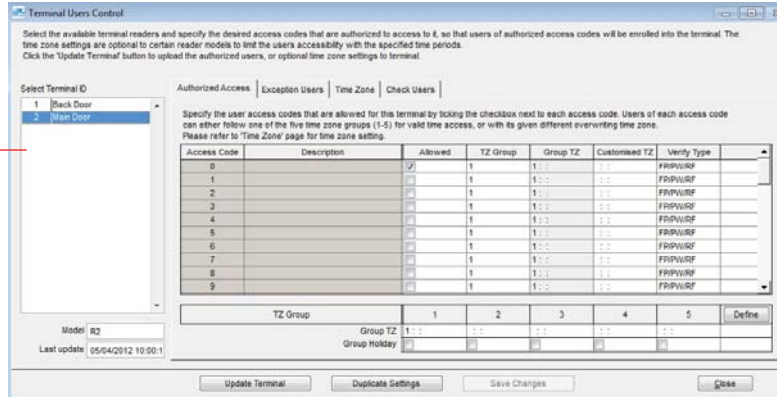 Terminal Users Control
Select the available terminal readers and specify the desired access codes that are authorized to access to it, so that users of authorized access codes will be enrolled into the terminal. The
time zone settings are optional to certain reader models to limit the users accessibility with the specified time periods.
Click the 'Update Terminal' button to upload the authorized users, or optional time zone settings to terminal.
Select Terminal ID
1 Back Door
2 Main Door
Model R2
Last update 05/04/2012 10:00:1
Authorized Access Exception Users Time Zone Check Users
Specify the user access codes that are allowed for this terminal by ticking the checkbox next to each access code. Users of each access code
can either follow one of the five time zone groups (1-5) for valid time access, or with its given different overwriting time zone.
Please refer to 'Time Zone' page for time zone setting.
Access Code Description Allowed TZ Group Group TZ Customised TZ Verify Type
0 1 1 : : : : FP/PW/RF
1 1 1 : : : : FP/PW/RF
2 1 1 : : : : FP/PW/RF
3 1 1 : : : : FP/PW/RF
4 1 1 : : : : FP/PW/RF
5 1 1 : : : : FP/PW/RF
6 1 1 : : : : FP/PW/RF
7 1 1 : : : : FP/PW/RF
8 1 1 : : : : FP/PW/RF
9 1 1 : : : : FP/PW/RF
TZ Group 1 2 3 4 5 Define
Group TZ 1 : : : : : : : : : :
Group Holiday
Update Terminal Duplicate Settings Save Changes Close